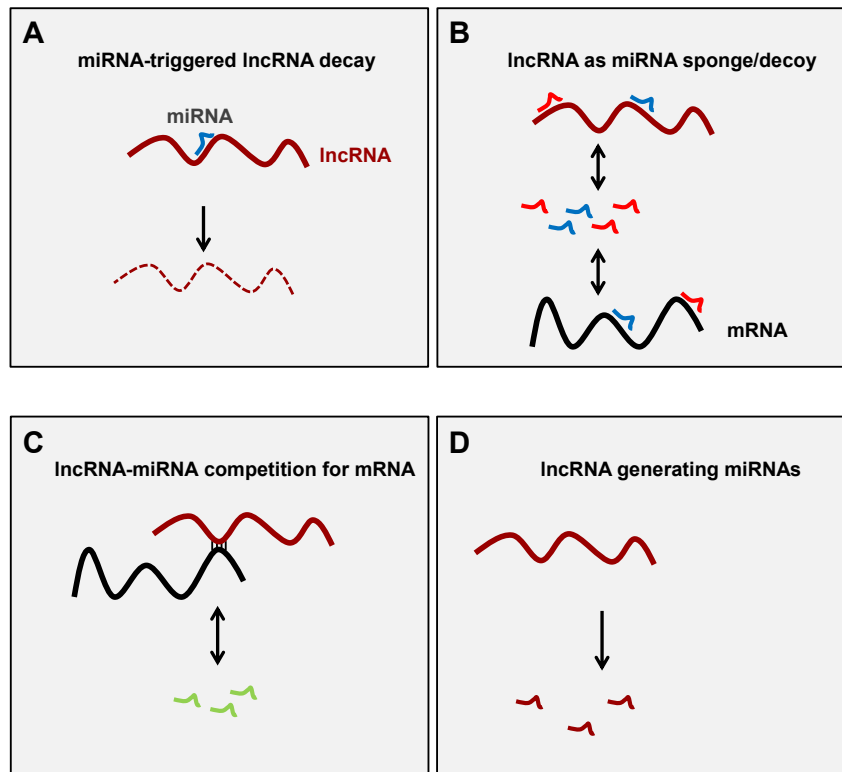 A
miRNA-triggered lncRNA decay
miRNA
lncRNA
B
lncRNA as miRNA sponge/decoy
mRNA
C
lncRNA-miRNA competition for mRNA
D
lncRNA generating miRNAs